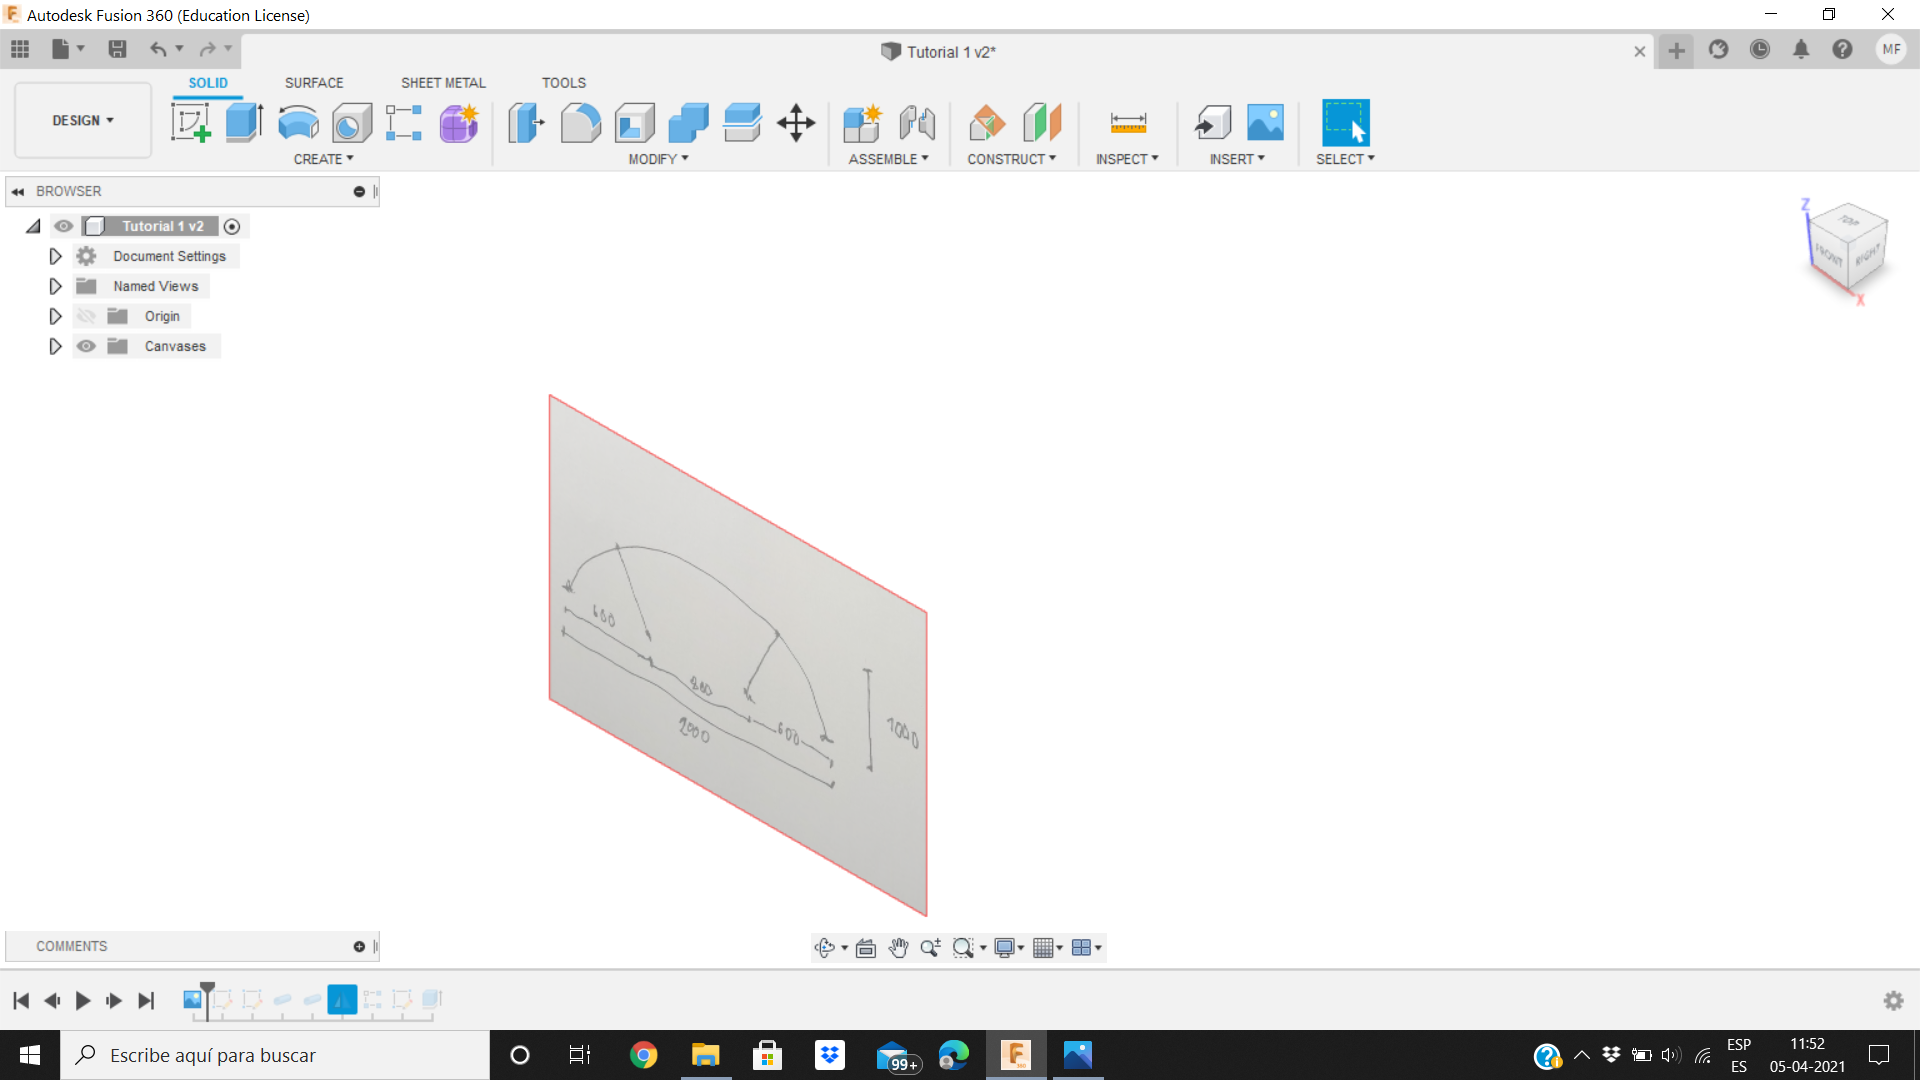 Autodesk Fusion 360 (Education License)
Tutorial 1 v2*
MF
SOLID SURFACE SHEET METAL TOOLS
DESIGN
CREATE MODIFY ASSEMBLE CONSTRUCT INSPECT INSERT SELECT
BROWSER
Tutorial 1 v2
Document Settings
Named Views
Origin
Canvases
Z
TOP
FRONT
RIGHT
X
600
800
600
2000
1000
COMMENTS
Escribe aquí para buscar
99+
ESP
ES
11:52
05-04-2021